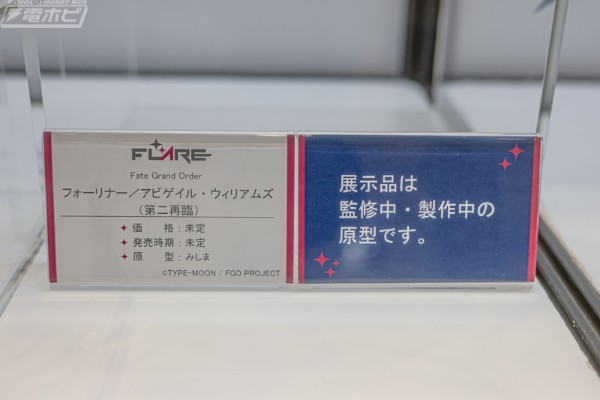 電ホビ
FLARE
Fate Grand Order
フォーリナー／アビゲイル・ウィリアムズ
（第二再臨）
価　格：未定
発売時期：未定
原　型：みしま
©TYPE-MOON / FGO PROJECT
展示品は
監修中・製作中の
原型です。